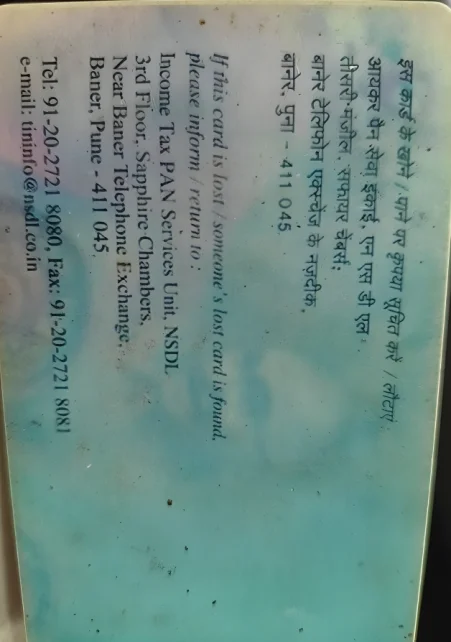 इस कार्ड के खोने / पाने पर कृपया सूचित करें / लौटाएं :
आयकर पैन सेवा इकाई, एन एस डी एल
तीसरी मंजील, सफायर चेंबर्स,
बानेर टेलिफोन एक्स्चेंज के नज़दीक,
बानेर, पुना - 411 045.
If this card is lost / someone's lost card is found,
please inform / return to :
Income Tax PAN Services Unit, NSDL
3rd Floor, Sapphire Chambers,
Near Baner Telephone Exchange,
Baner, Pune - 411 045.
Tel: 91-20-2721 8080, Fax: 91-20-2721 8081
e-mail: tininfo@nsdl.co.in